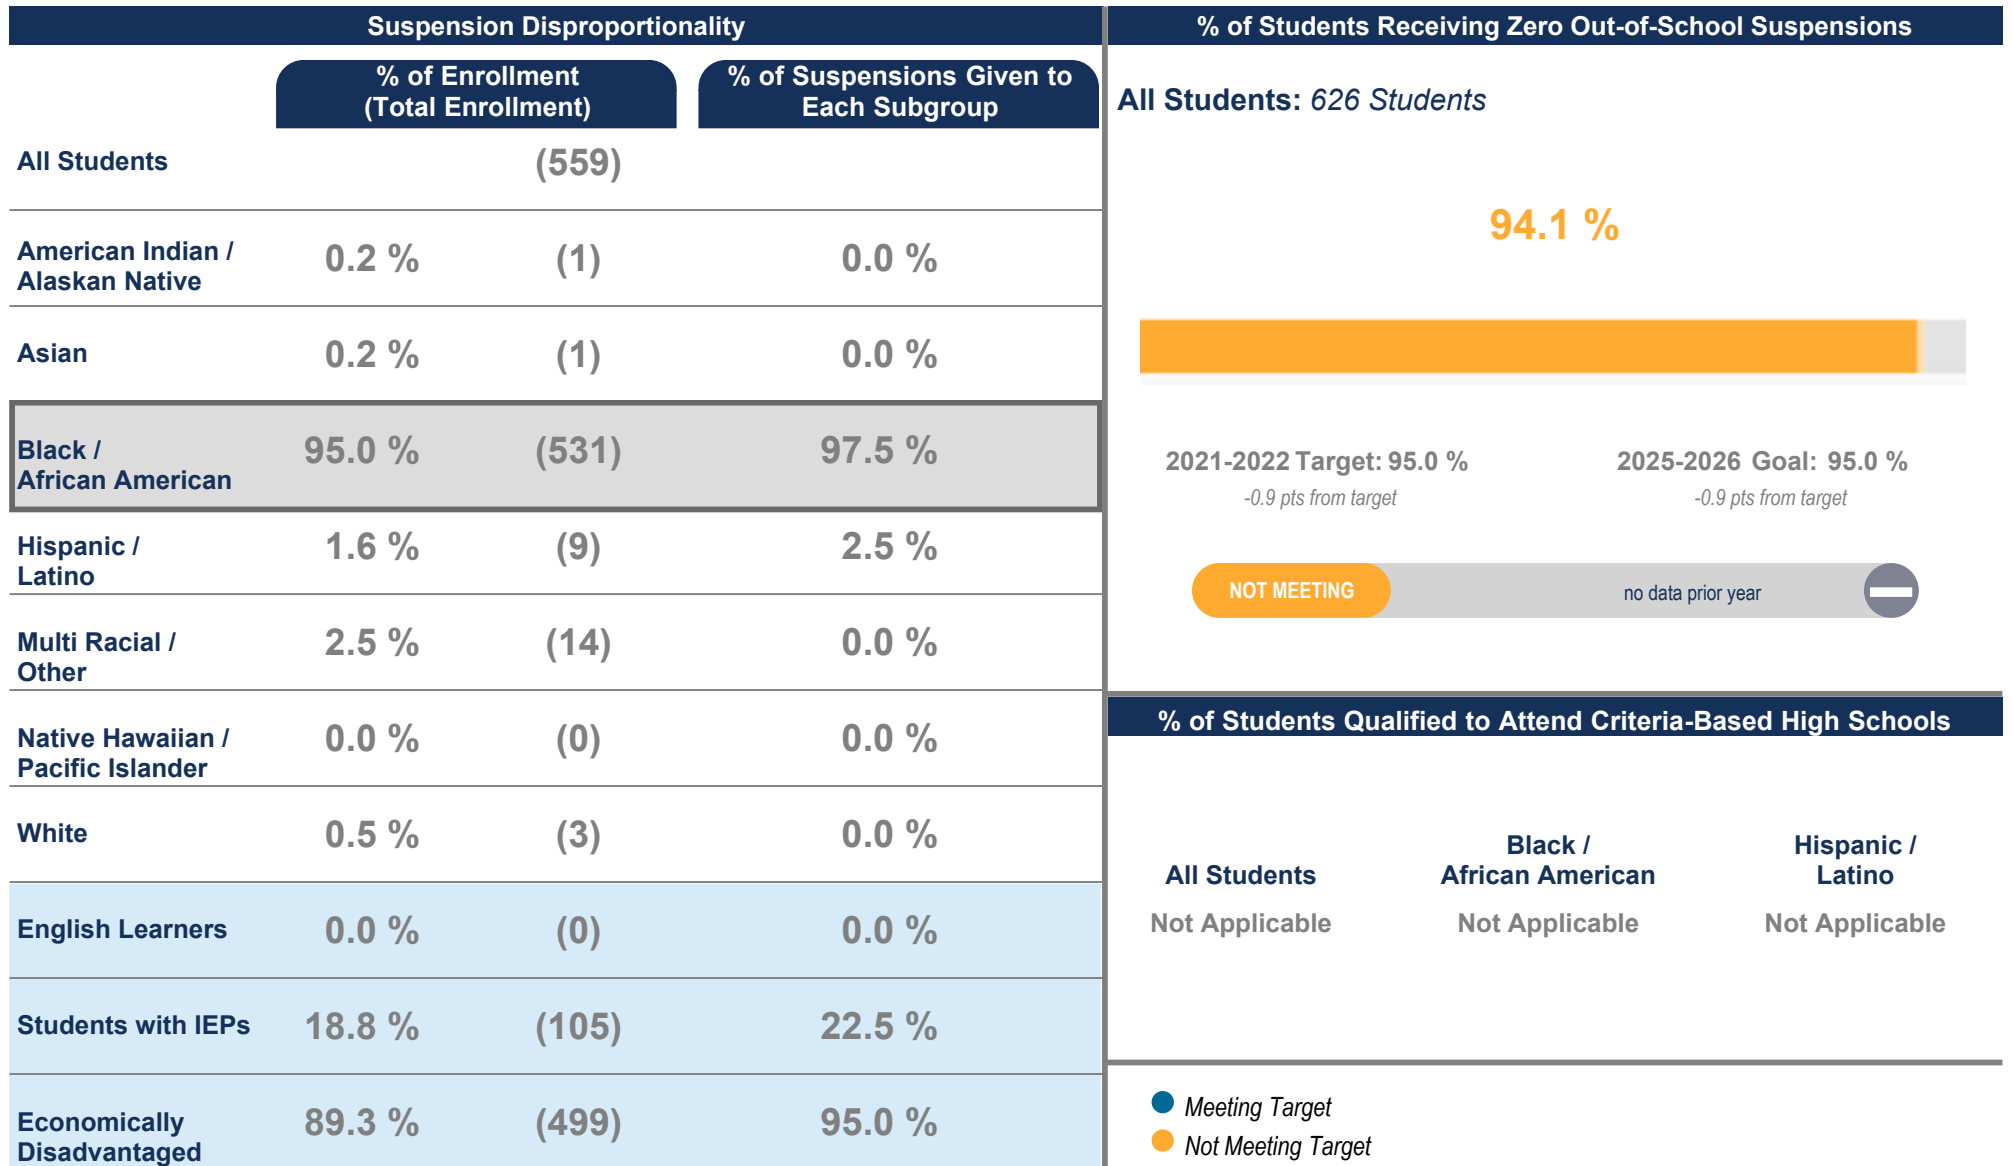 Suspension Disproportionality
% of Enrollment
(Total Enrollment)
% of Suspensions Given to
Each Subgroup
All Students (559)
American Indian /
Alaskan Native
0.2 % (1) 0.0 %
Asian 0.2 % (1) 0.0 %
Black /
African American
95.0 % (531) 97.5 %
Hispanic /
Latino
1.6 % (9) 2.5 %
Multi Racial /
Other
2.5 % (14) 0.0 %
Native Hawaiian /
Pacific Islander
0.0 % (0) 0.0 %
White 0.5 % (3) 0.0 %
English Learners 0.0 % (0) 0.0 %
Students with IEPs 18.8 % (105) 22.5 %
Economically
Disadvantaged
89.3 % (499) 95.0 %
% of Students Receiving Zero Out-of-School Suspensions
All Students: 626 Students
94.1 %
2021-2022 Target: 95.0 %
-0.9 pts from target
2025-2026 Goal: 95.0 %
-0.9 pts from target
NOT MEETING
no data prior year
% of Students Qualified to Attend Criteria-Based High Schools
All Students
Not Applicable
Black /
African American
Not Applicable
Hispanic /
Latino
Not Applicable
Meeting Target
Not Meeting Target